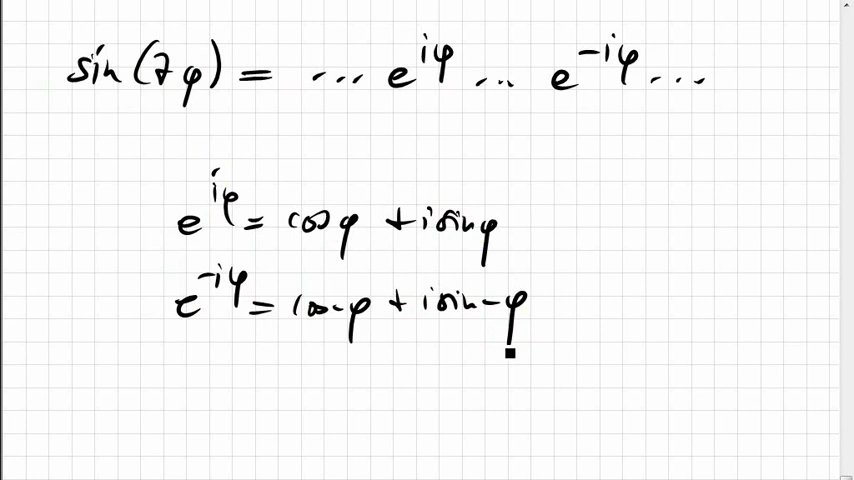 sin(7φ) = ... e^{iφ} ... e^{-iφ} ...
e^{iφ} = cos φ + i sin φ
e^{-iφ} = cos -φ + i sin -φ